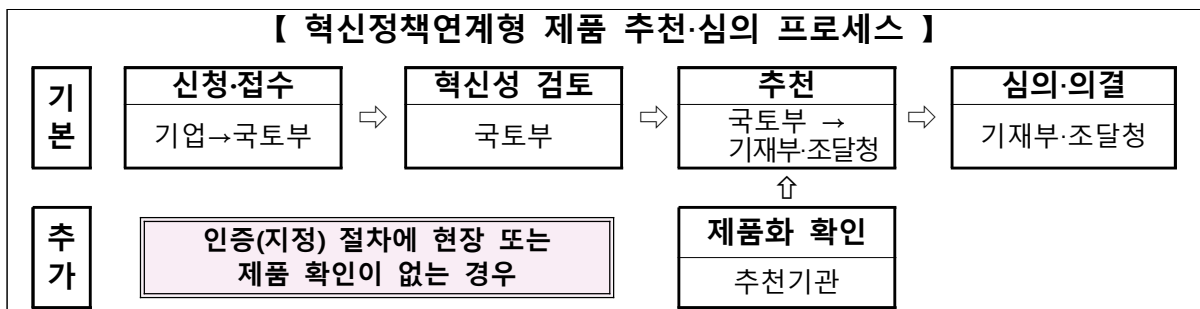 【 혁신정책연계형 제품 추천·심의 프로세스 】
기본
신청·접수
기업→국토부
⇨
혁신성 검토
국토부
⇨
추천
국토부 →
기재부·조달청
⇨
심의·의결
기재부·조달청
⇧
추가
인증(지정) 절차에 현장 또는
제품 확인이 없는 경우
제품화 확인
추천기관